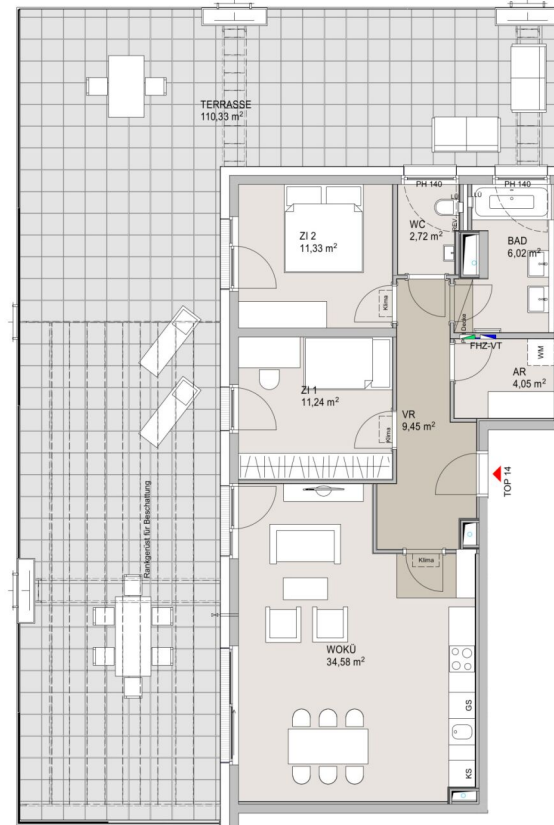 TERRASSE
110,33 m²
PH 140
PH 140
LÜ
LÜ
ZI 2
11,33 m²
WC
2,72 m²
BAD
6,02 m²
Klima
FHZ-VT
WM
AR
4,05 m²
ZI 1
11,24 m²
Klima
VR
9,45 m²
TOP 14
Rankgerüst für Beschattung
Klima
WOKÜ
34,58 m²
GS
KS